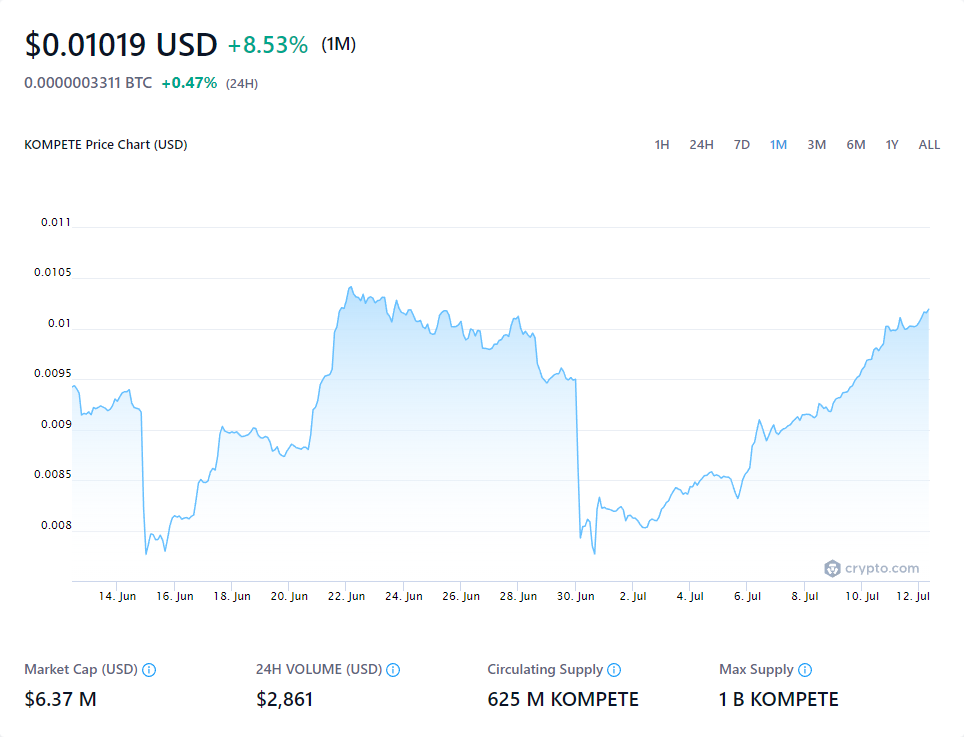 $0.01019 USD +8.53% (1M)
0.0000003311 BTC +0.47% (24H)
KOMPETE Price Chart (USD) 1H 24H 7D 1M 3M 6M 1Y ALL
0.011
0.0105
0.01
0.0095
0.009
0.0085
0.008
crypto.com
14. Jun 16. Jun 18. Jun 20. Jun 22. Jun 24. Jun 26. Jun 28. Jun 30. Jun 2. Jul 4. Jul 6. Jul 8. Jul 10. Jul 12. Jul
Market Cap (USD) 24H VOLUME (USD) Circulating Supply Max Supply
$6.37 M $2,861 625 M KOMPETE 1 B KOMPETE